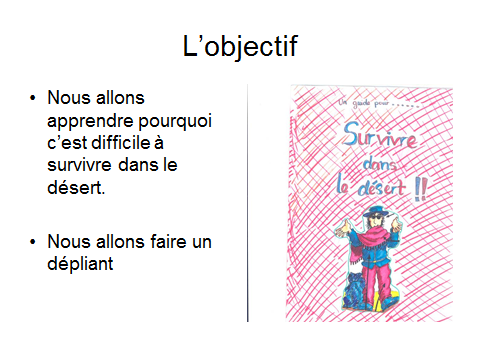 L'objectif
• Nous allons
apprendre pourquoi
c'est difficile à
survivre dans le
désert.
• Nous allons faire un
dépliant
Un guide pour.......
Survivre
dans
le désert !!